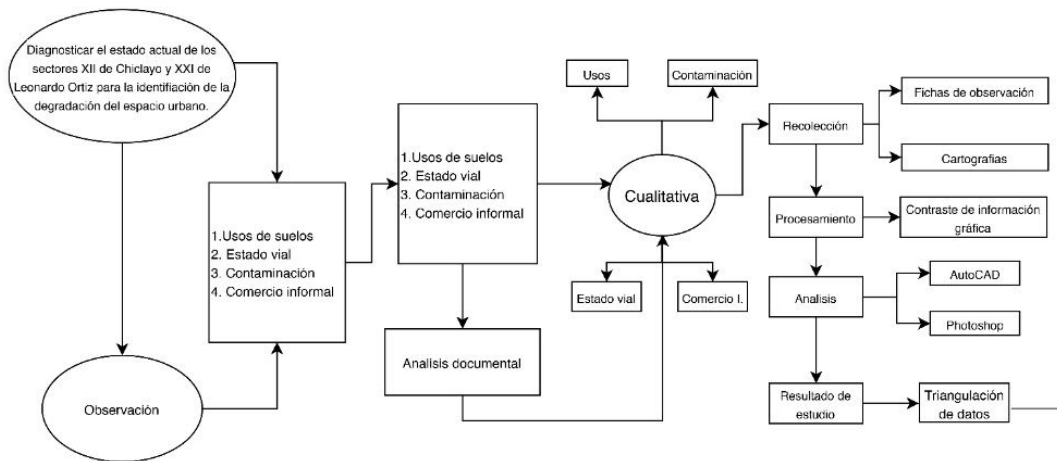 Diagnosticar el estado actual de los
sectores XII de Chiclayo y XXI de
Leonardo Ortiz para la identifiación de la
degradación del espacio urbano.
Observación
1.Usos de suelos
2. Estado vial
3. Contaminación
4. Comercio informal
1.Usos de suelos
2. Estado vial
3. Contaminación
4. Comercio informal
Analisis documental
Usos
Contaminación
Cualitativa
Estado vial
Comercio I.
Recolección
Fichas de observación
Cartografias
Procesamiento
Contraste de información
gráfica
Analisis
AutoCAD
Photoshop
Resultado de
estudio
Triangulación
de datos